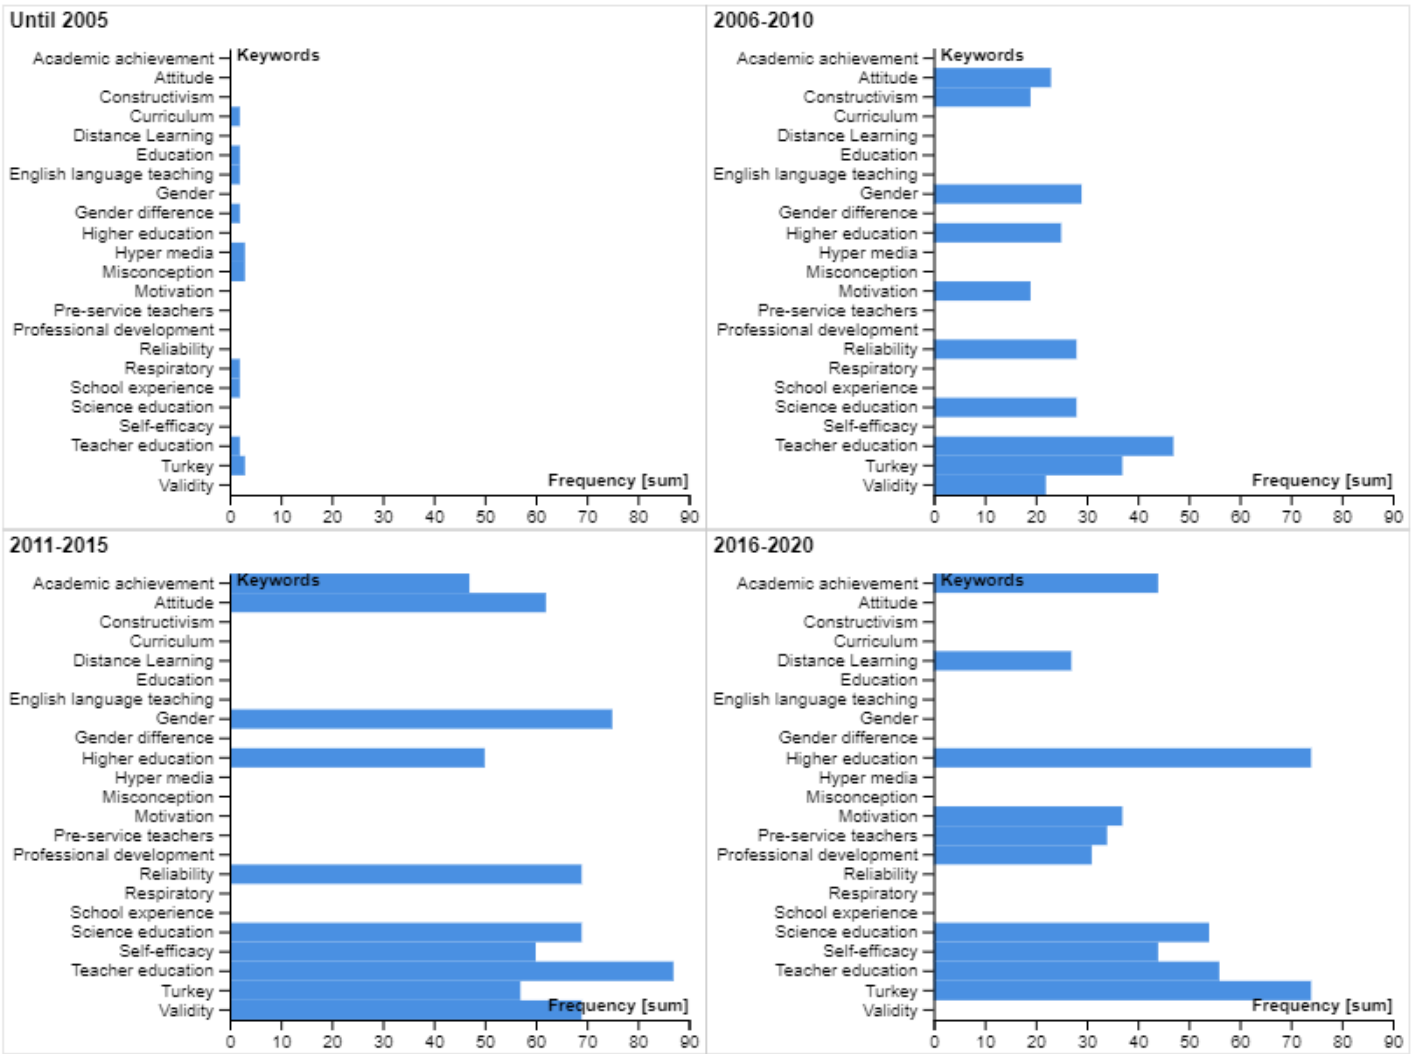 Until 2005
Keywords
Academic achievement
Attitude
Constructivism
Curriculum
Distance Learning
Education
English language teaching
Gender
Gender difference
Higher education
Hyper media
Misconception
Motivation
Pre-service teachers
Professional development
Reliability
Respiratory
School experience
Science education
Self-efficacy
Teacher education
Turkey
Validity
Frequency [sum]
0 10 20 30 40 50 60 70 80 90
2006-2010
Keywords
Academic achievement
Attitude
Constructivism
Curriculum
Distance Learning
Education
English language teaching
Gender
Gender difference
Higher education
Hyper media
Misconception
Motivation
Pre-service teachers
Professional development
Reliability
Respiratory
School experience
Science education
Self-efficacy
Teacher education
Turkey
Validity
Frequency [sum]
0 10 20 30 40 50 60 70 80 90
2011-2015
Keywords
Academic achievement
Attitude
Constructivism
Curriculum
Distance Learning
Education
English language teaching
Gender
Gender difference
Higher education
Hyper media
Misconception
Motivation
Pre-service teachers
Professional development
Reliability
Respiratory
School experience
Science education
Self-efficacy
Teacher education
Turkey
Validity
Frequency [sum]
0 10 20 30 40 50 60 70 80 90
2016-2020
Keywords
Academic achievement
Attitude
Constructivism
Curriculum
Distance Learning
Education
English language teaching
Gender
Gender difference
Higher education
Hyper media
Misconception
Motivation
Pre-service teachers
Professional development
Reliability
Respiratory
School experience
Science education
Self-efficacy
Teacher education
Turkey
Validity
Frequency [sum]
0 10 20 30 40 50 60 70 80 90